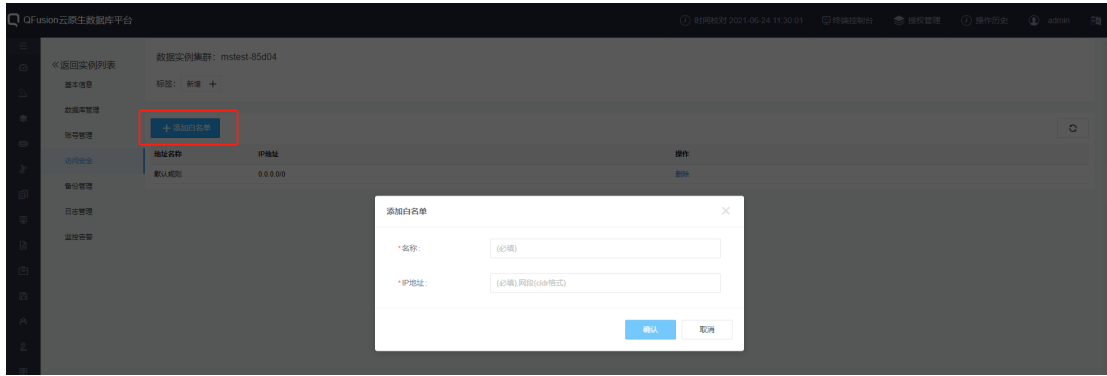 QFusion云原生数据库平台
时间校对 2021-08-24 11:30:01 终端控制台 授权管理 操作历史 admin
«返回实例列表
基本信息
数据库管理
账号管理
访问安全
备份管理
日志管理
监控告警
数据实例集群: mstest-85d04
标签: 新增 +
+ 添加白名单
地址名称 IP地址 操作
默认规则 0.0.0.0/0 删除
添加白名单
*名称: (必填)
*IP地址: (必填),网段(cidr格式)
确认 取消